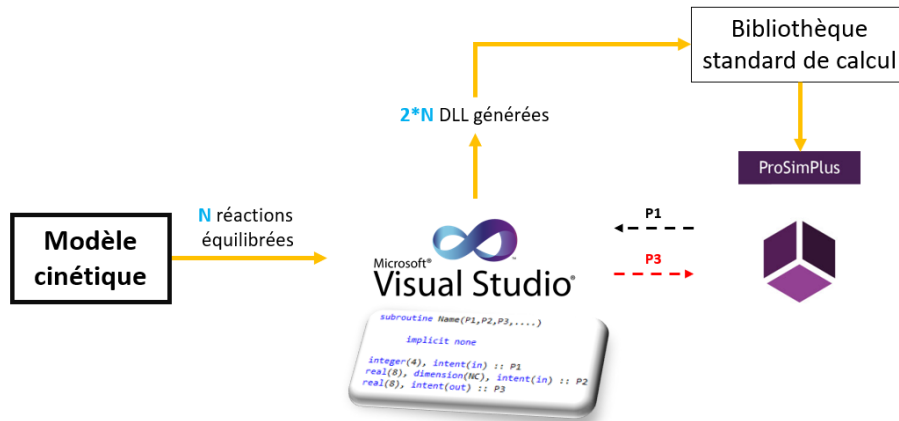 Bibliothèque
standard de calcul
2*N DLL générées
ProSimPlus
N réactions
équilibrées
P1
Modèle
cinétique
Microsoft®
Visual Studio®
P3
subroutine Name(P1,P2,P3,....)
implicit none
integer(4), intent(in) :: P1
real(8), dimension(NC), intent(in) :: P2
real(8), intent(out) :: P3